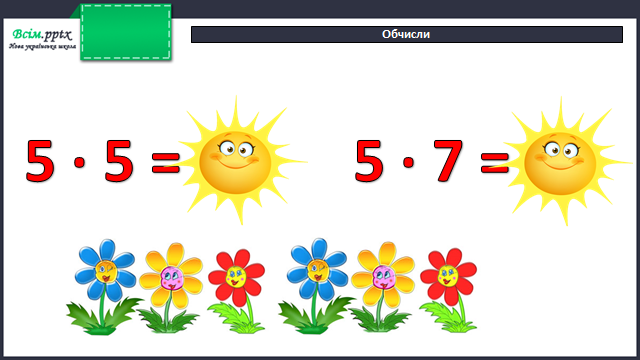 Всім.pptx
Нова українська школа
Обчисли
5 · 5 =
5 · 7 =